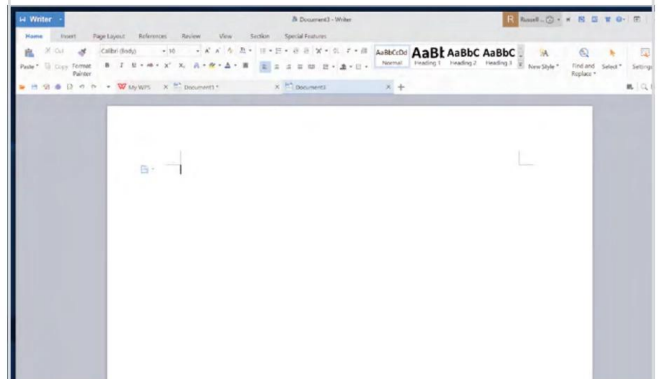 Writer
Document3 - Writer
R Russell ...
Home Insert Page Layout References Review View Section Special Features
Cut
Calibri (Body) 10
AaBbCcDd AaBb AaBbC AaBbC
Paste Copy Format Painter
B I U
Normal Heading 1 Heading 2 Heading 3
New Style
Find and Replace
Select
Settings
W My WPS × Document1 * × Document3 × +